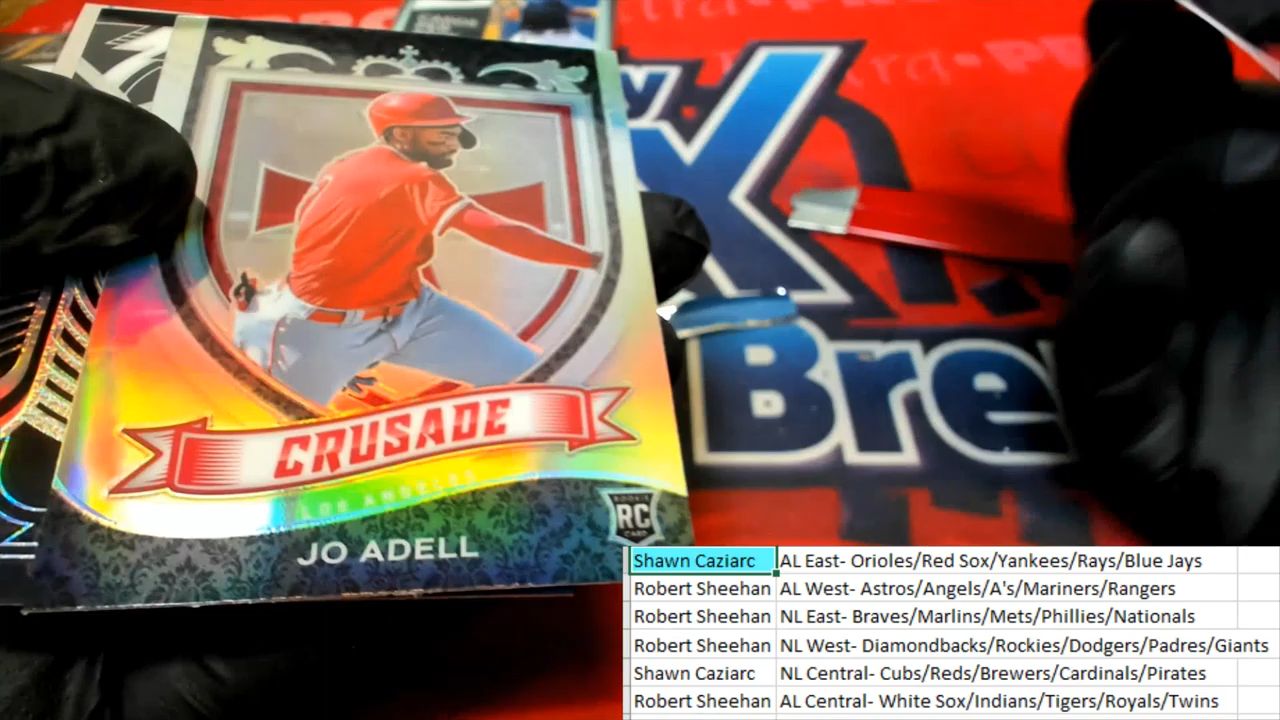 CRUSADE
LOS ANGELES
JO ADELL
ROOKIE
RC
CARD
Bre
Shawn Caziarc AL East- Orioles/Red Sox/Yankees/Rays/Blue Jays
Robert Sheehan AL West- Astros/Angels/A's/Mariners/Rangers
Robert Sheehan NL East- Braves/Marlins/Mets/Phillies/Nationals
Robert Sheehan NL West- Diamondbacks/Rockies/Dodgers/Padres/Giants
Shawn Caziarc NL Central- Cubs/Reds/Brewers/Cardinals/Pirates
Robert Sheehan AL Central- White Sox/Indians/Tigers/Royals/Twins